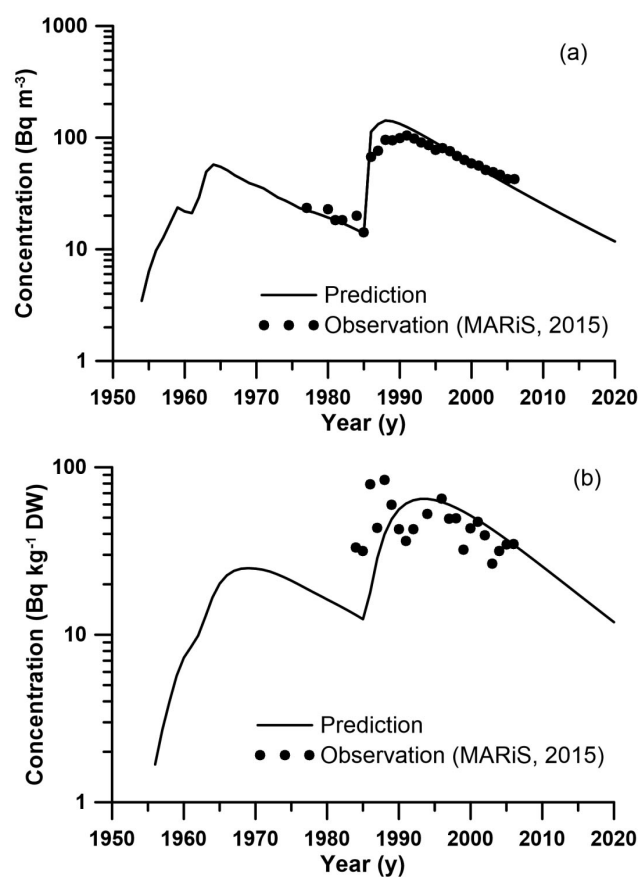 1000
(a)
Concentration (Bq m⁻³)
100
10
Prediction
Observation (MARiS, 2015)
1
1950 1960 1970 1980 1990 2000 2010 2020
Year (y)
100
(b)
Concentration (Bq kg⁻¹ DW)
10
Prediction
Observation (MARiS, 2015)
1
1950 1960 1970 1980 1990 2000 2010 2020
Year (y)